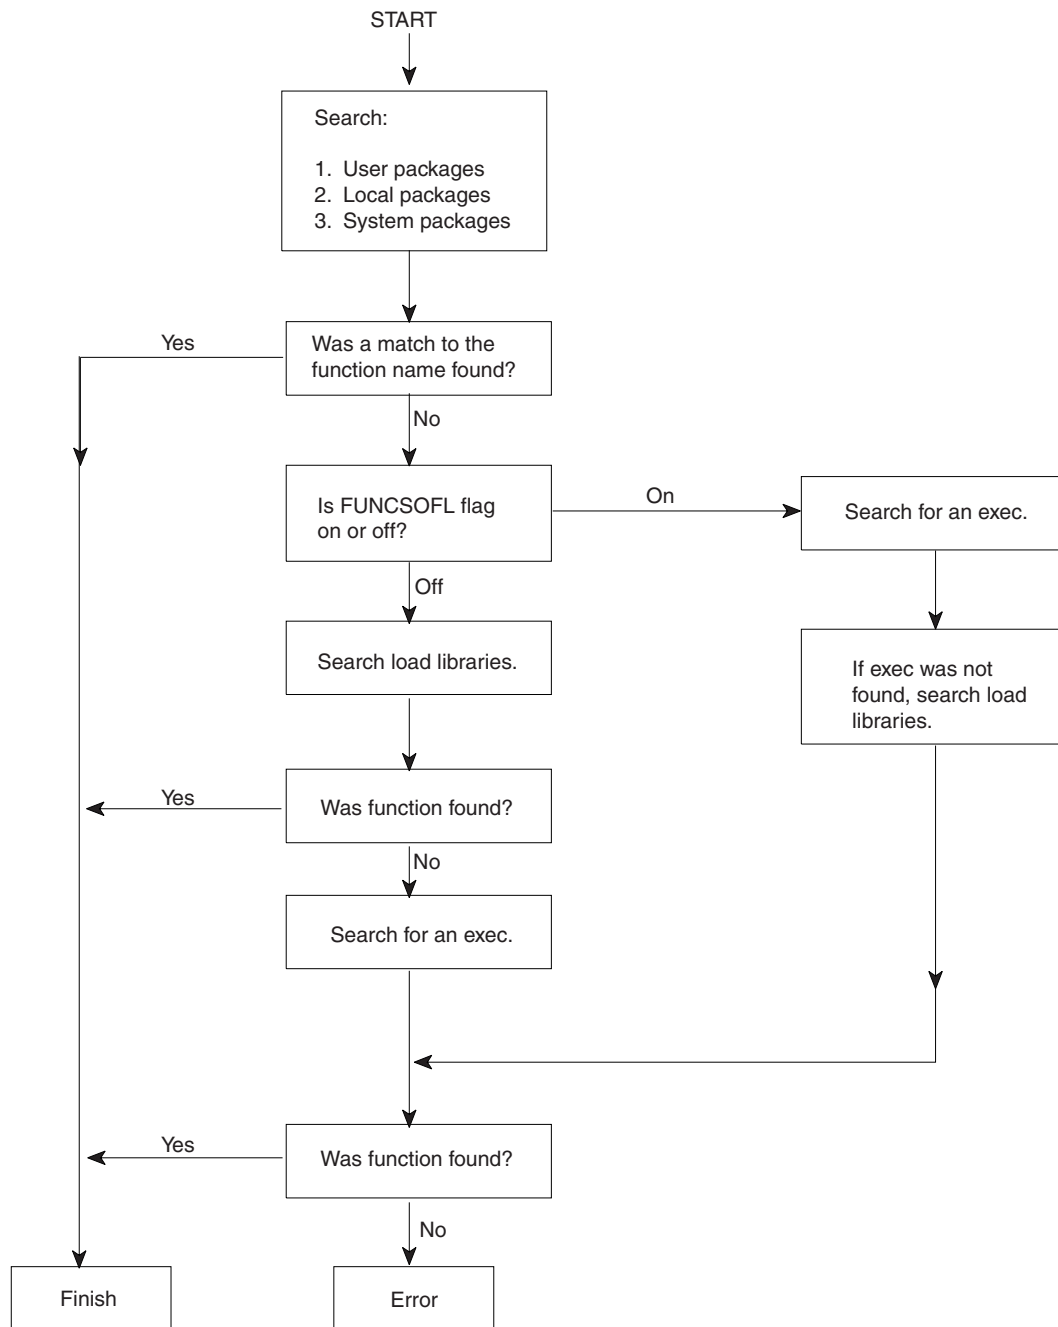 START
Search:
1. User packages
2. Local packages
3. System packages
Yes
Was a match to the
function name found?
No
Is FUNCSOFL flag
on or off?
On
Search for an exec.
Off
Search load libraries.
If exec was not
found, search load
libraries.
Yes
Was function found?
No
Search for an exec.
Yes
Was function found?
No
Finish
Error